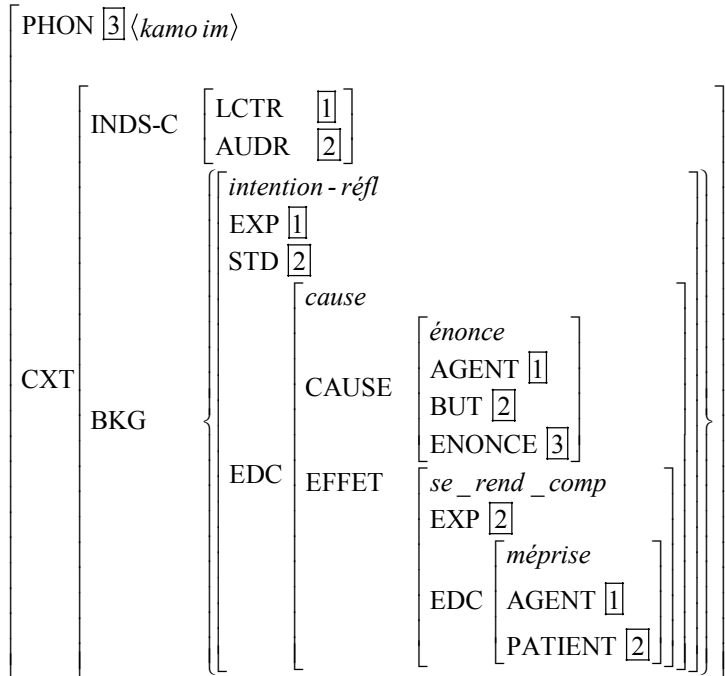 PHON 3 ⟨kamo im⟩
INDS-C LCTR 1
AUDR 2
intention - réfl
EXP 1
STD 2
cause
énonce
CAUSE AGENT 1
BUT 2
ENONCE 3
CXT BKG
EDC EFFET se _ rend _ comp
EXP 2
méprise
EDC AGENT 1
PATIENT 2